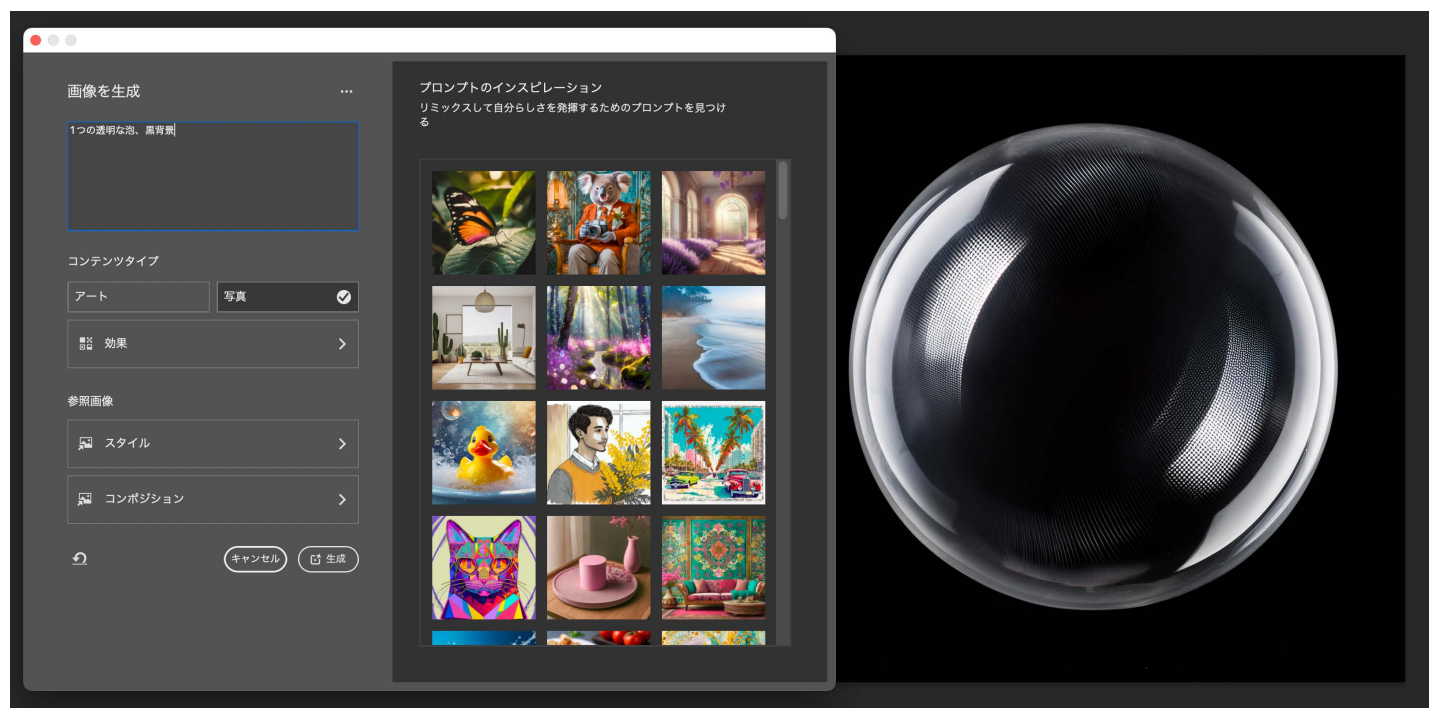 画像を生成
1つの透明な泡、黒背景
コンテンツタイプ
アート
写真
効果
参照画像
スタイル
コンポジション
キャンセル
生成
プロンプトのインスピレーション
リミックスして自分らしさを発揮するためのプロンプトを見つけ
る